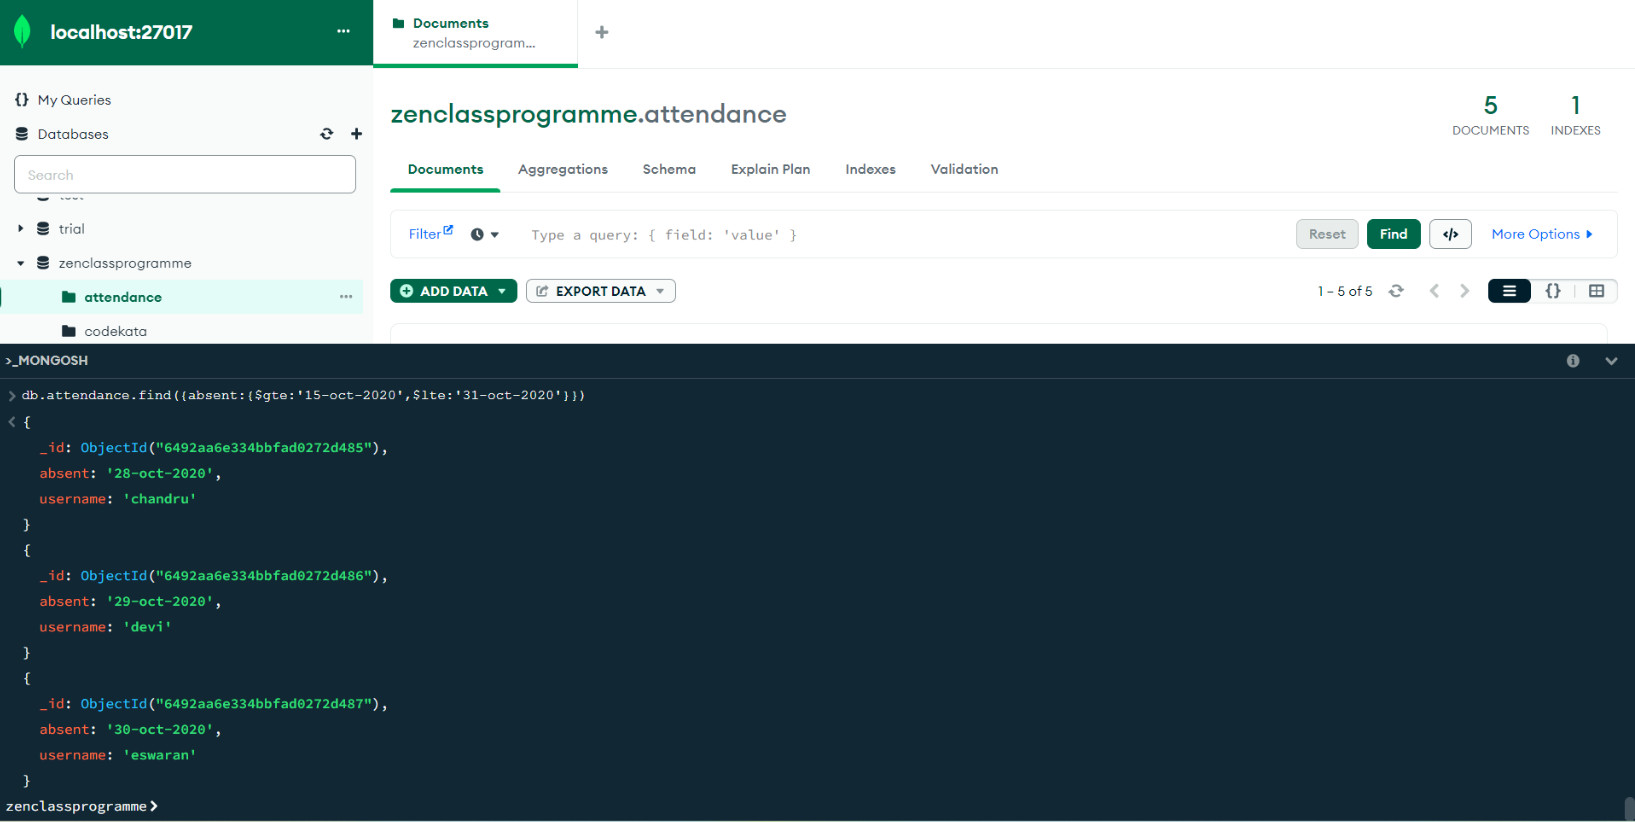 localhost:27017
Documents
zenclassprogram...
My Queries
Databases
Search
trial
zenclassprogramme
attendance
codekata
zenclassprogramme.attendance
5
DOCUMENTS
1
INDEXES
Documents
Aggregations
Schema
Explain Plan
Indexes
Validation
Filter
Type a query: { field: 'value' }
Reset
Find
</>
More Options
ADD DATA
EXPORT DATA
1 – 5 of 5
{}
>_MONGOSH
db.attendance.find({absent:{$gte:'15-oct-2020',$lte:'31-oct-2020'}})
{
_id: ObjectId("6492aa6e334bbfad0272d485"),
absent: '28-oct-2020',
username: 'chandru'
}
{
_id: ObjectId("6492aa6e334bbfad0272d486"),
absent: '29-oct-2020',
username: 'devi'
}
{
_id: ObjectId("6492aa6e334bbfad0272d487"),
absent: '30-oct-2020',
username: 'eswaran'
}
zenclassprogramme>